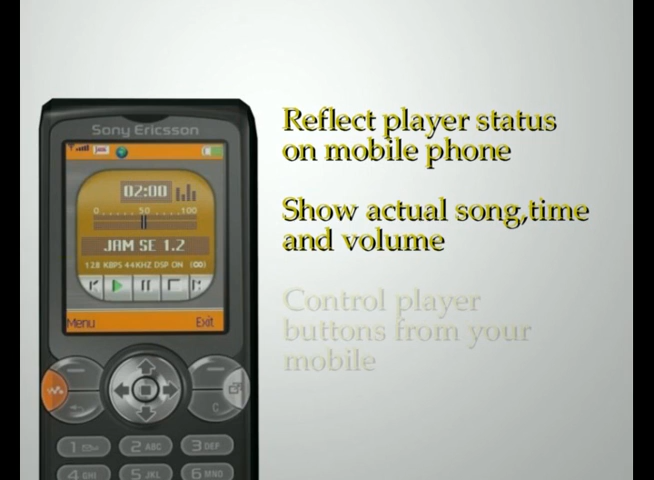 Sony Ericsson
02:00
0 50 100
JAM SE 1.2
128 KBPS 44KHZ DSP ON (00)
Menu Exit
C
1
2 ABC
3 DEF
4 GHI
5 JKL
6 MNO
Reflect player status
on mobile phone
Show actual song,time
and volume
Control player
buttons from your
mobile